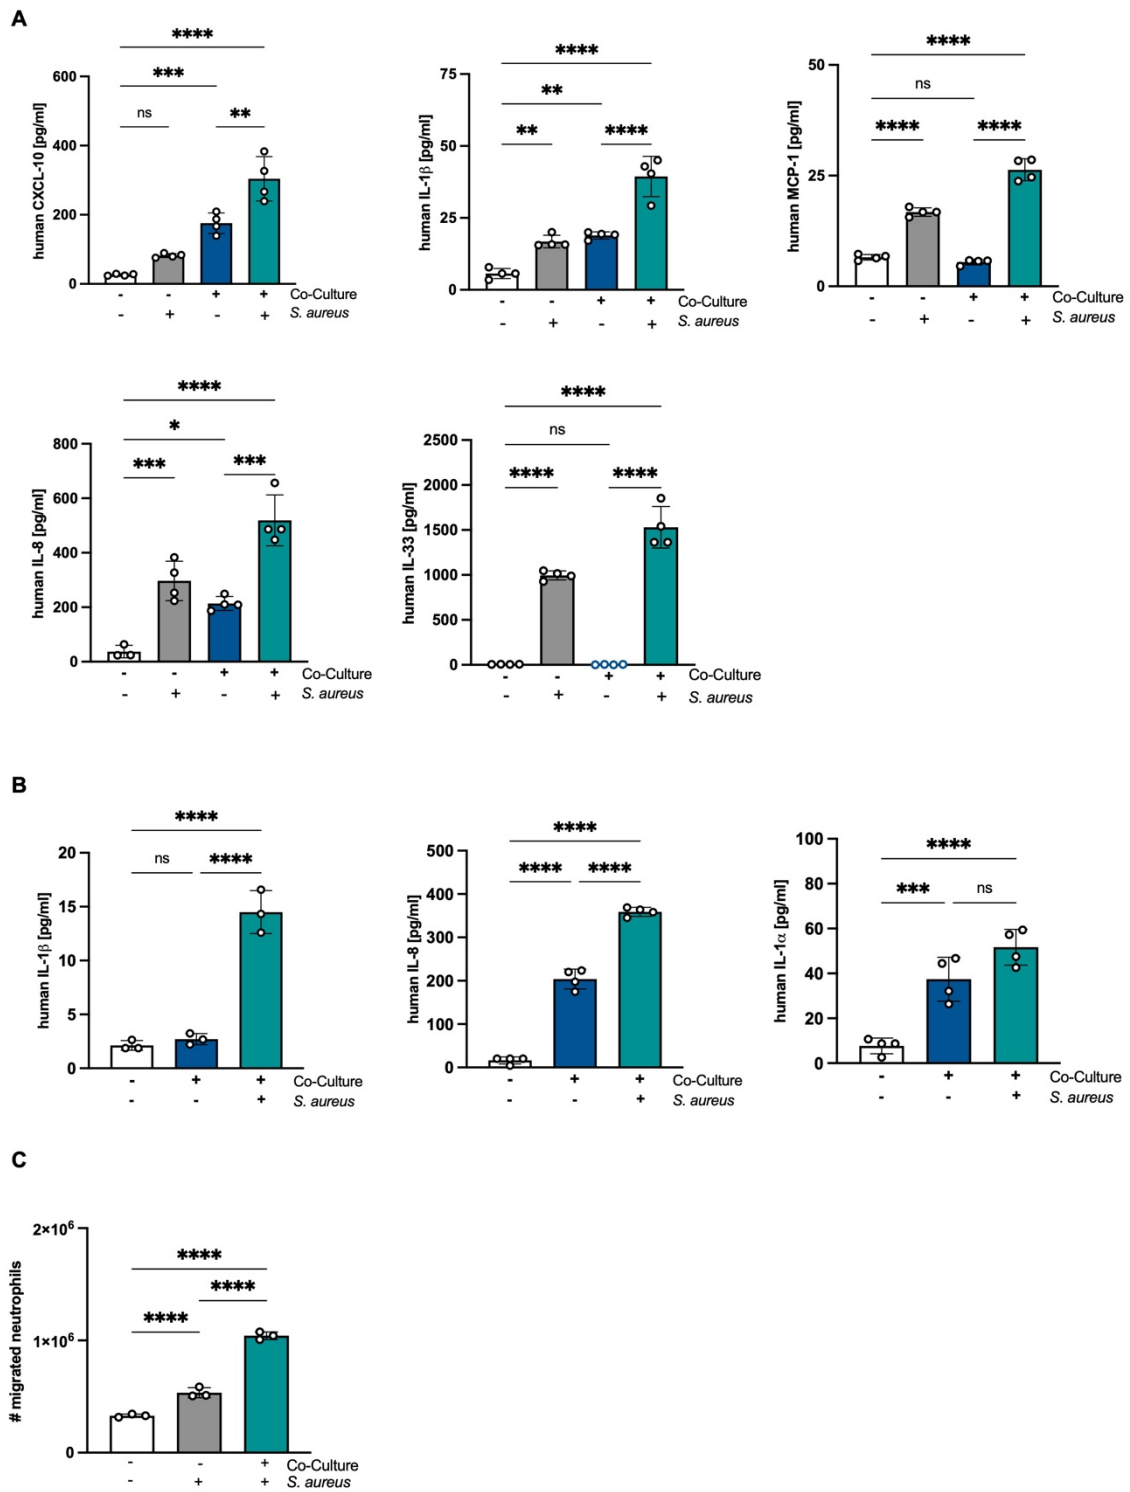 A
****
***
ns
**
human CXCL-10 [pg/ml]
600
400
200
0
- - + + Co-Culture
- + - + S. aureus
****
**
**
****
human IL-1β [pg/ml]
75
50
25
0
- - + + Co-Culture
- + - + S. aureus
****
ns
****
****
human MCP-1 [pg/ml]
50
25
0
- - + + Co-Culture
- + - + S. aureus
****
*
***
***
human IL-8 [pg/ml]
800
600
400
200
0
- - + + Co-Culture
- + - + S. aureus
****
ns
****
****
human IL-33 [pg/ml]
2500
2000
1500
1000
500
0
- - + + Co-Culture
- + - + S. aureus
B
****
ns
****
human IL-1β [pg/ml]
20
15
10
5
0
- + + Co-Culture
- - + S. aureus
****
****
****
human IL-8 [pg/ml]
500
400
300
200
100
0
- + + Co-Culture
- - + S. aureus
****
***
ns
human IL-1α [pg/ml]
100
80
60
40
20
0
- + + Co-Culture
- - + S. aureus
C
****
****
****
# migrated neutrophils
2×10⁶
1×10⁶
0
- - + Co-Culture
- + + S. aureus